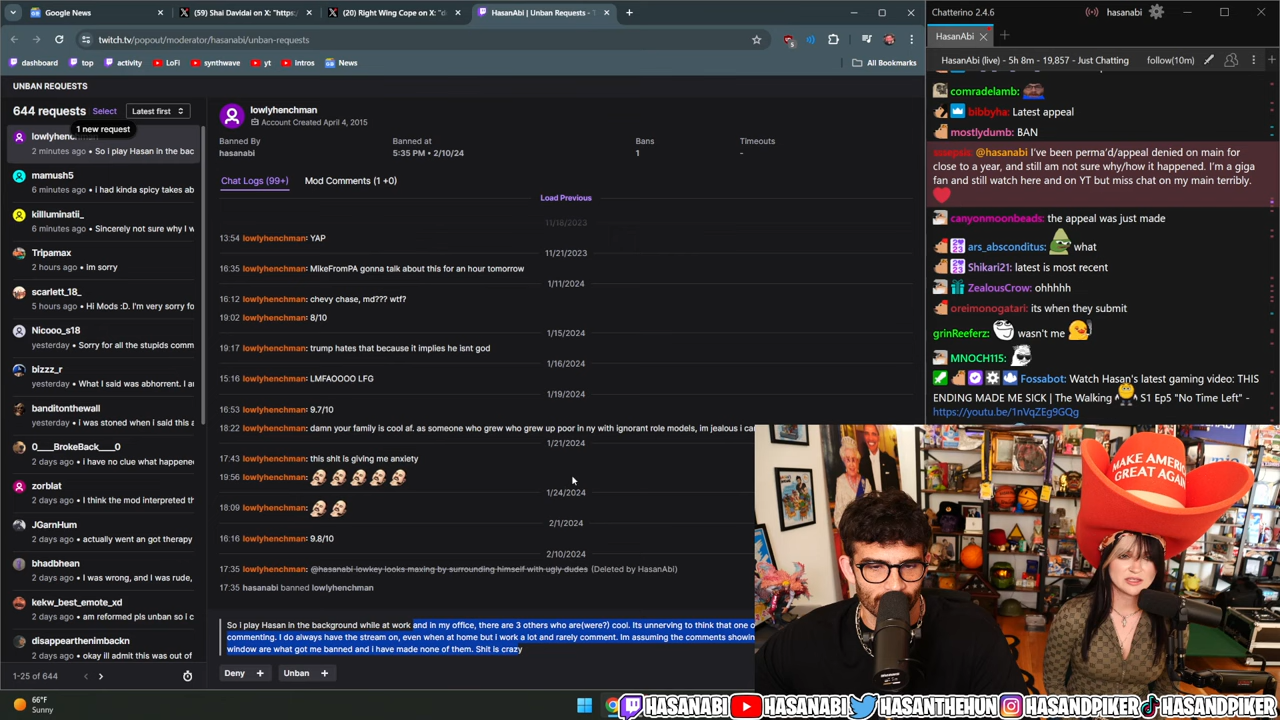 Google News
(59) Shai Davidai on X: "https:
(20) Right Wing Cope on X: "d
HasanAbi | Unban Requests - T
twitch.tv/popout/moderator/hasanabi/unban-requests
dashboard
top
activity
LoFi
synthwave
yt
intros
News
All Bookmarks
UNBAN REQUESTS
644 requests
Select
Latest first
1 new request
lowlyhen
2 minutes ago • So i play Hasan in the bac
mamush5
6 minutes ago • I had kinda spicy takes ab
killluminatii_
6 minutes ago • Sincerely not sure why I w
Tripamax
2 hours ago • im sorry
scarlett_18_
5 hours ago • Hi Mods :D. I'm very sorry fo
Nicooo_s18
yesterday • Sorry for all the stupids comm
bizzz_r
yesterday • What I said was abhorrent. I a
banditonthewall
yesterday • I was stoned when I said this a
0____BrokeBack____0
2 days ago • i have no clue what happene
zorblat
2 days ago • I think the mod interpreted th
JGarnHum
2 days ago • actually went an got therapy
bhadbhean
2 days ago • I was wrong, and I was rude,
kekw_best_emote_xd
2 days ago • am reformed pls unban so i c
disappearthenimbackn
2 days ago • okay ill admit this was out of
1-25 of 644
lowlyhenchman
Account Created April 4, 2015
Banned By
hasanabi
Banned at
5:35 PM • 2/10/24
Bans
1
Timeouts
-
Chat Logs (99+)
Mod Comments (1 +0)
Load Previous
11/18/2023
13:54 lowlyhenchman: YAP
11/21/2023
16:35 lowlyhenchman: MikeFromPA gonna talk about this for an hour tomorrow
1/11/2024
16:12 lowlyhenchman: chevy chase, md??? wtf?
19:02 lowlyhenchman: 8/10
1/15/2024
19:17 lowlyhenchman: trump hates that because it implies he isnt god
1/16/2024
15:16 lowlyhenchman: LMFAOOOO LFG
1/19/2024
16:53 lowlyhenchman: 9.7/10
18:22 lowlyhenchman: damn your family is cool af. as someone who grew who grew up poor in ny with ignorant role models, im jealous i ca
1/21/2024
17:43 lowlyhenchman: this shit is giving me anxiety
19:56 lowlyhenchman:
1/24/2024
18:09 lowlyhenchman:
2/1/2024
16:16 lowlyhenchman: 9.8/10
2/10/2024
17:35 lowlyhenchman: @hasanabi lowkey looks maxing by surrounding himself with ugly dudes (Deleted by HasanAbi)
17:35 hasanabi banned lowlyhenchman
So i play Hasan in the background while at work and in my office, there are 3 others who are(were?) cool. Its unnerving to think that one o
commenting. I do always have the stream on, even when at home but i work a lot and rarely comment. Im assuming the comments showin
window are what got me banned and i have made none of them. Shit is crazy
Deny +
Unban +
66°F
Sunny
Chatterino 2.4.6
hasanabi
HasanAbi
HasanAbi (live) - 5h 8m - 19,857 - Just Chatting
follow(10m)
comradelamb:
bibbyha: Latest appeal
mostlydumb: BAN
@hasanabi I've been perma'd/appeal denied on main for
close to a year, and still am not sure why/how it happened. I'm a giga
fan and still watch here and on YT but miss chat on my main terribly.
canyonmoonbeads: the appeal was just made
ars_absconditus: what
Shikari21: latest is most recent
ZealousCrow: ohhhhh
oreimonogatari: its when they submit
grinReeferz: wasn't me
MNOCH115:
Fossabot: Watch Hasan's latest gaming video: THIS
ENDING MADE ME SICK | The Walking S1 Ep5 "No Time Left" -
https://youtu.be/1nVqZEg9GGg
MAKE AMERICA
GREAT AGAIN
HASANABI
HASANABI
HASANTHEHUN
HASANDPIKER
HASANDPIKER